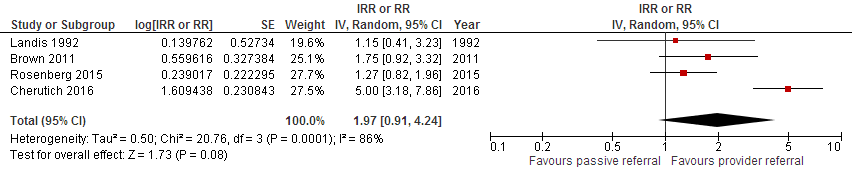 IRR or RR IRR or RR
Study or Subgroup log[IRR or RR] SE Weight IV, Random, 95% CI Year IV, Random, 95% CI
Landis 1992 0.139762 0.52734 19.6% 1.15 [0.41, 3.23] 1992
Brown 2011 0.559616 0.327384 25.1% 1.75 [0.92, 3.32] 2011
Rosenberg 2015 0.239017 0.222295 27.7% 1.27 [0.82, 1.96] 2015
Cherutich 2016 1.609438 0.230843 27.5% 5.00 [3.18, 7.86] 2016
Total (95% CI) 100.0% 1.97 [0.91, 4.24]
Heterogeneity: Tau² = 0.50; Chi² = 20.76, df = 3 (P = 0.0001); I² = 86%
Test for overall effect: Z = 1.73 (P = 0.08)
0.1 0.2 0.5 1 2 5 10
Favours passive referral Favours provider referral